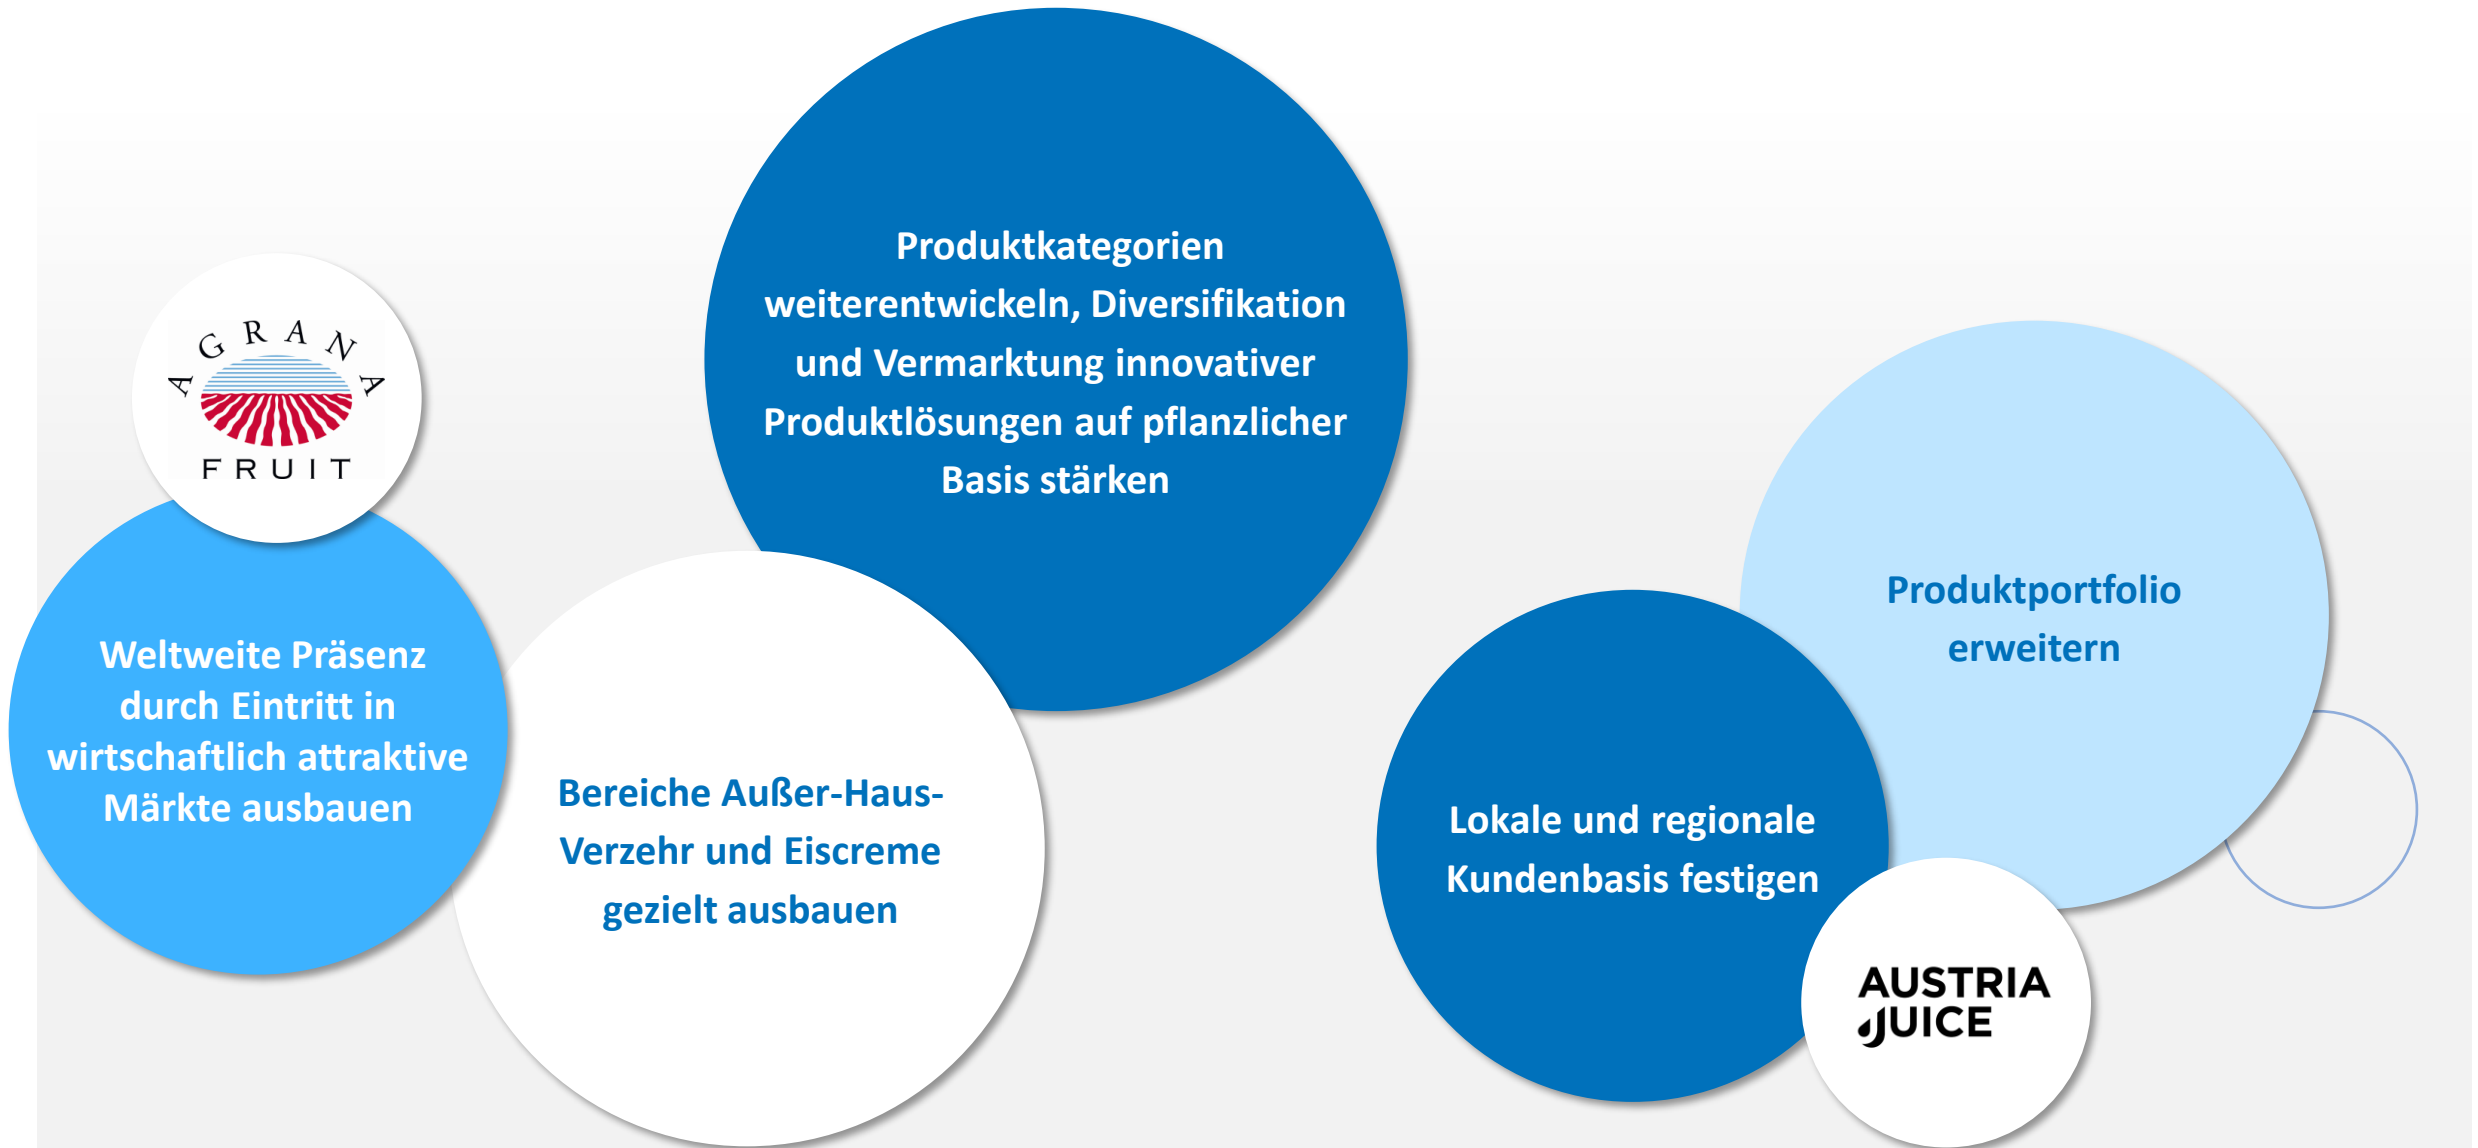 AGRANA
FRUIT
Weltweite Präsenz
durch Eintritt in
wirtschaftlich attraktive
Märkte ausbauen
Produktkategorien
weiterentwickeln, Diversifikation
und Vermarktung innovativer
Produktlösungen auf pflanzlicher
Basis stärken
Bereiche Außer-Haus-
Verzehr und Eiscreme
gezielt ausbauen
Lokale und regionale
Kundenbasis festigen
Produktportfolio
erweitern
AUSTRIA
JUICE